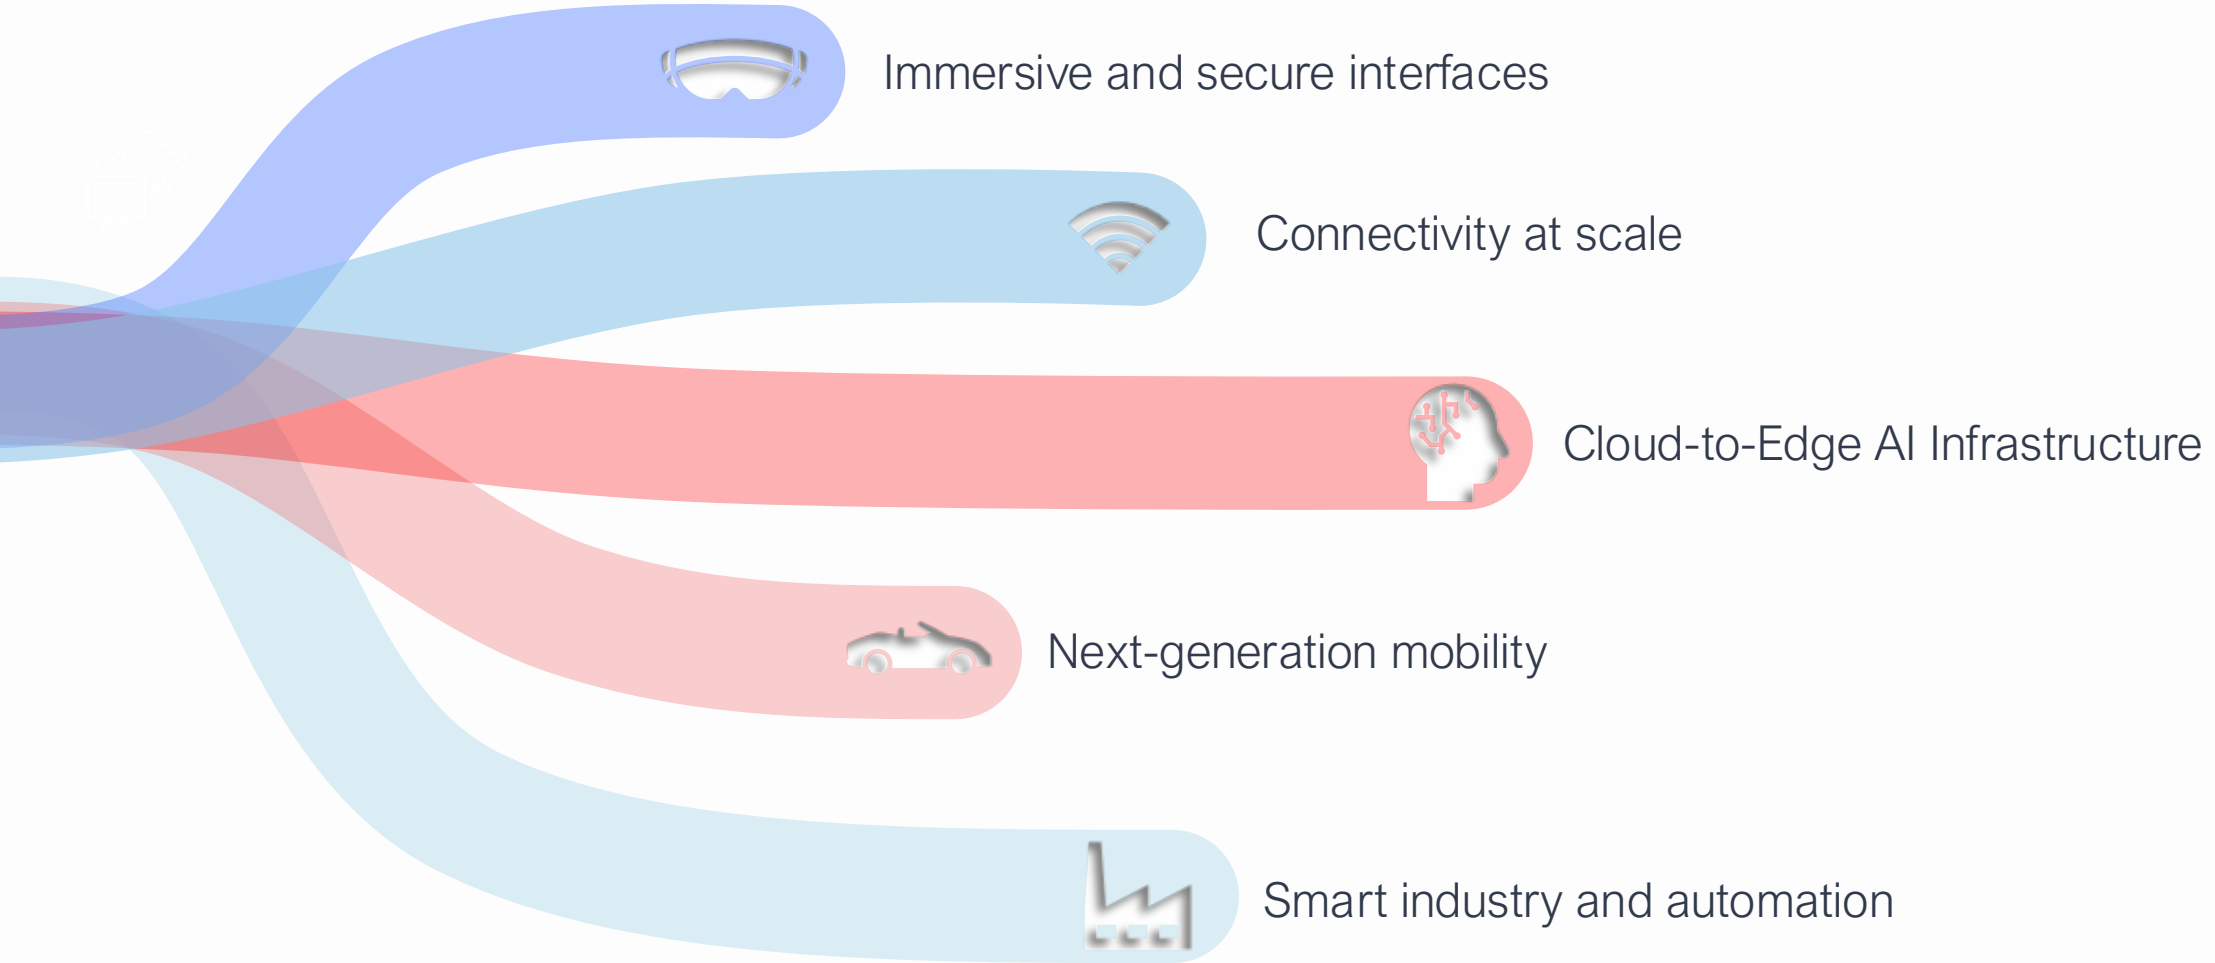 Immersive and secure interfaces
Connectivity at scale
Cloud-to-Edge AI Infrastructure
Next-generation mobility
Smart industry and automation